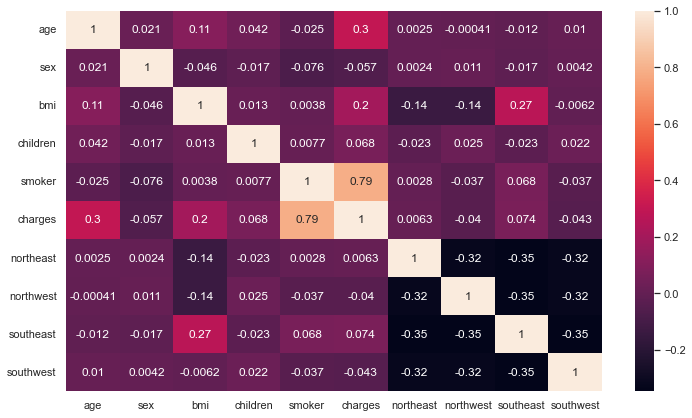 1.0
age 1 0.021 0.11 0.042 -0.025 0.3 0.0025 -0.00041 -0.012 0.01
sex 0.021 1 -0.046 -0.017 -0.076 -0.057 0.0024 0.011 -0.017 0.0042
0.8
bmi 0.11 -0.046 1 0.013 0.0038 0.2 -0.14 -0.14 0.27 -0.0062
0.6
children 0.042 -0.017 0.013 1 0.0077 0.068 -0.023 0.025 -0.023 0.022
smoker -0.025 -0.076 0.0038 0.0077 1 0.79 0.0028 -0.037 0.068 -0.037
0.4
charges 0.3 -0.057 0.2 0.068 0.79 1 0.0063 -0.04 0.074 -0.043
0.2
northeast 0.0025 0.0024 -0.14 -0.023 0.0028 0.0063 1 -0.32 -0.35 -0.32
northwest -0.00041 0.011 -0.14 0.025 -0.037 -0.04 -0.32 1 -0.35 -0.32
0.0
southeast -0.012 -0.017 0.27 -0.023 0.068 0.074 -0.35 -0.35 1 -0.35
-0.2
southwest 0.01 0.0042 -0.0062 0.022 -0.037 -0.043 -0.32 -0.32 -0.35 1
age sex bmi children smoker charges northeast northwest southeast southwest